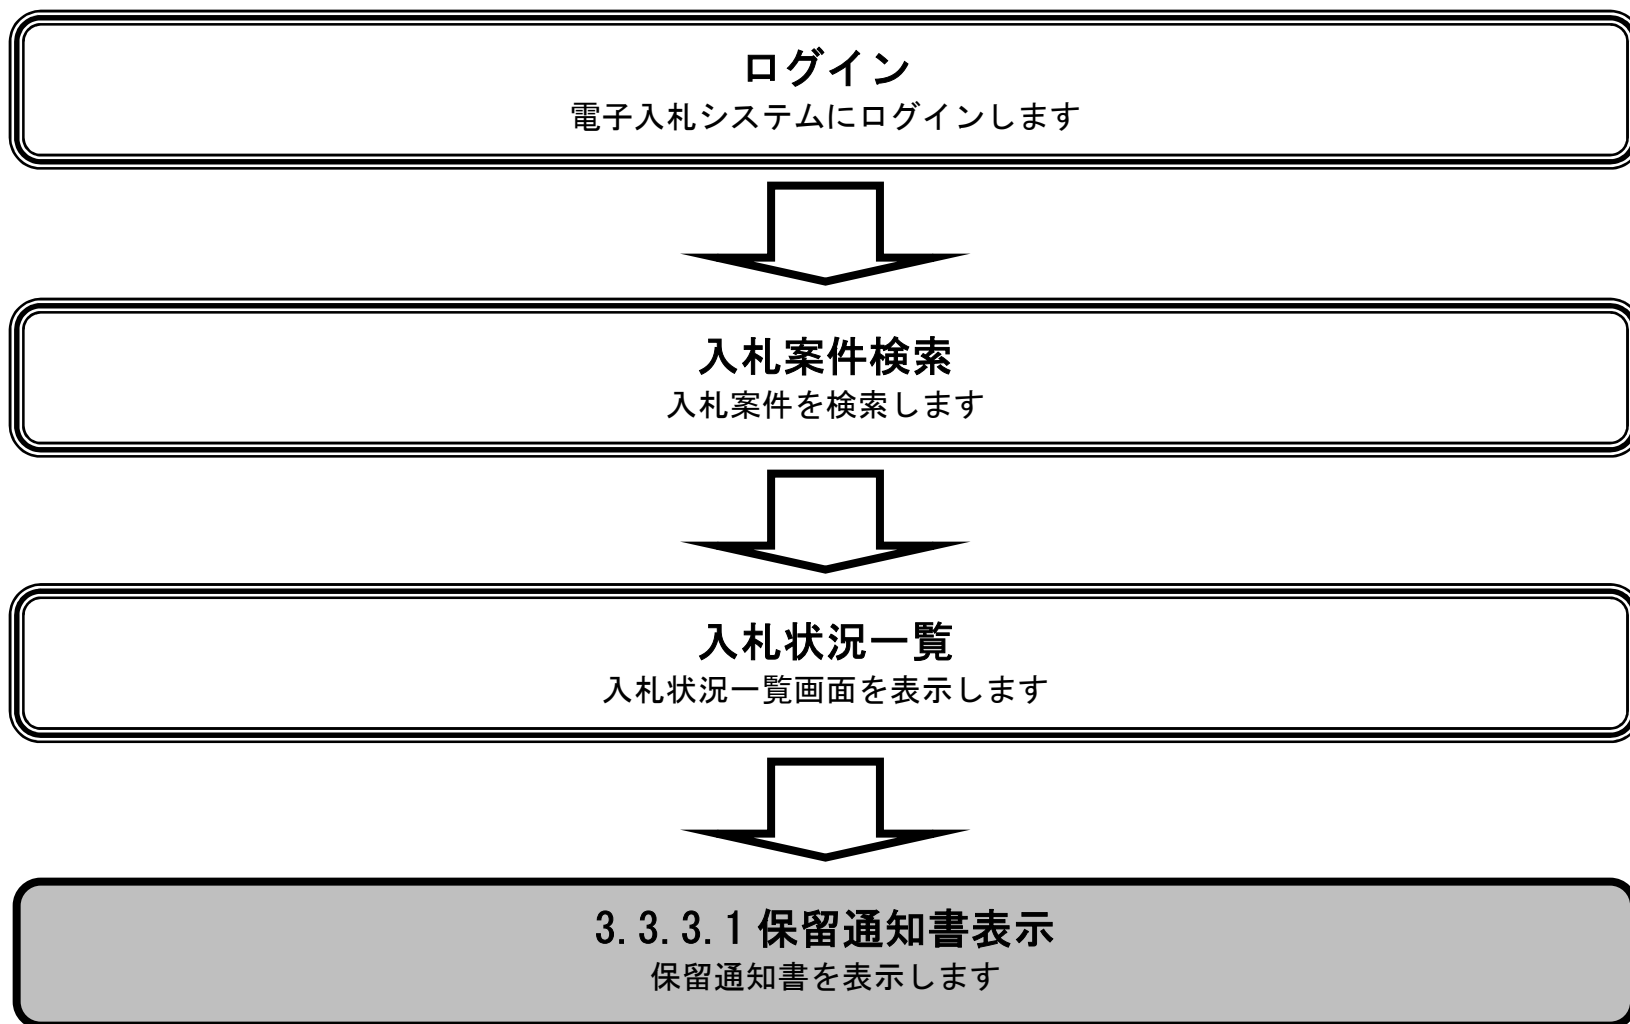 ログイン
電子入札システムにログインします
入札案件検索
入札案件を検索します
入札状況一覧
入札状況一覧画面を表示します
3.3.3.1 保留通知書表示
保留通知書を表示します